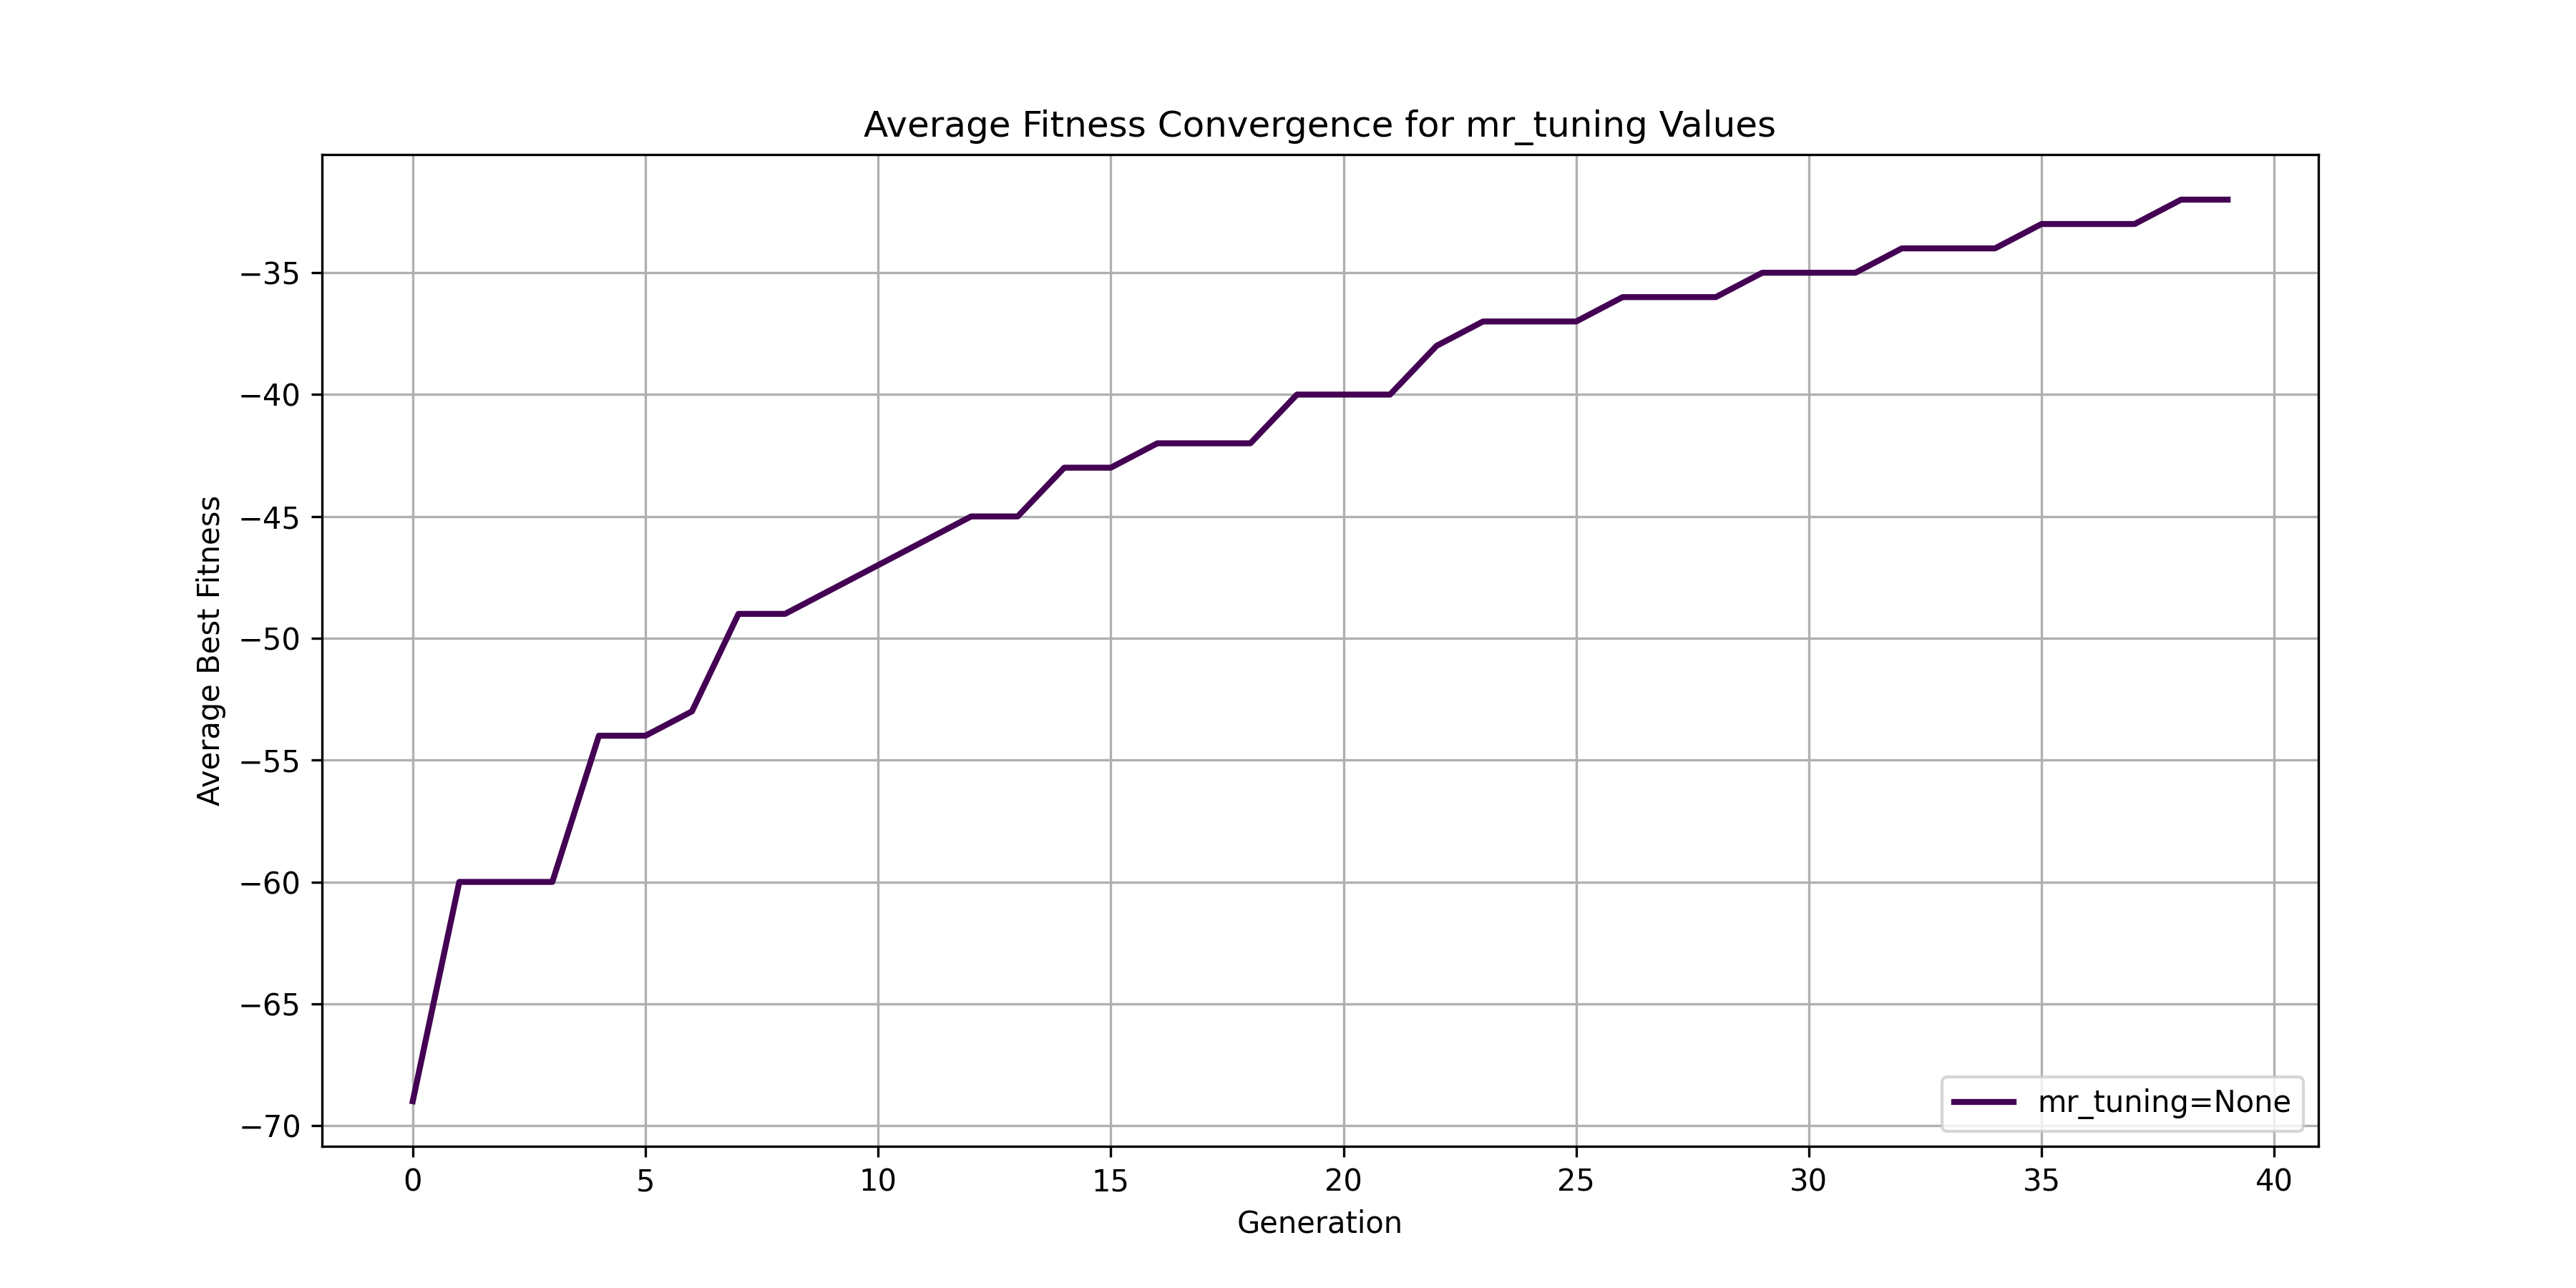 Average Fitness Convergence for mr_tuning Values
Average Best Fitness
−35
−40
−45
−50
−55
−60
−65
−70
mr_tuning=None
0 5 10 15 20 25 30 35 40
Generation